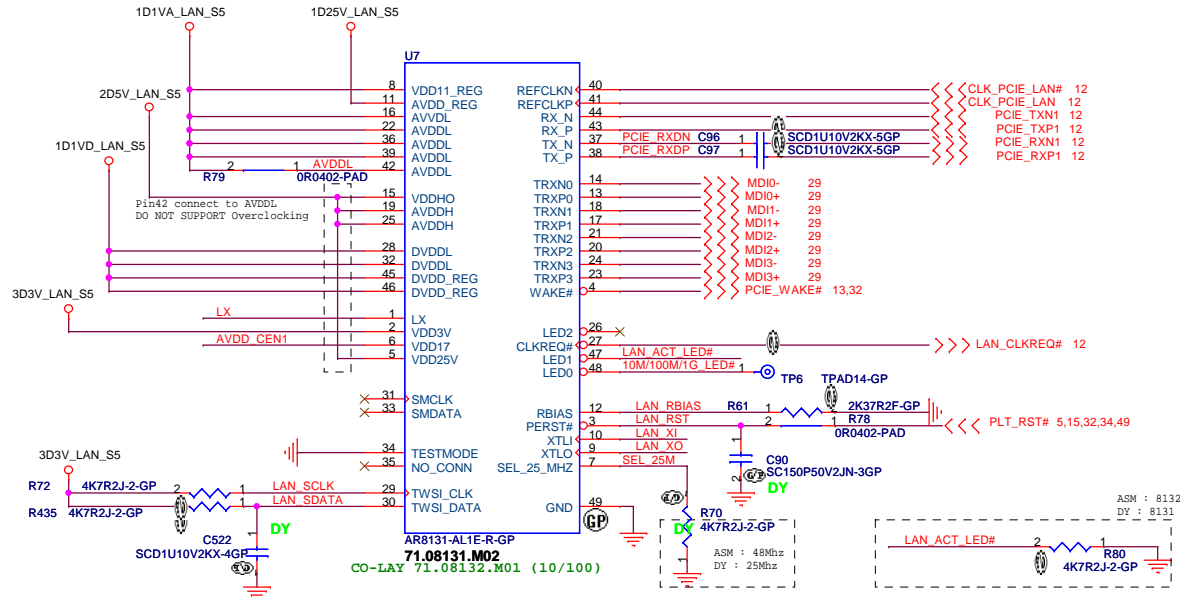 1D1VA_LAN_S5
1D25V_LAN_S5
2D5V_LAN_S5
1D1VD_LAN_S5
3D3V_LAN_S5
U7
8 VDD11_REG
11 AVDD_REG
16 AVVDL
22 AVDDL
36 AVDDL
39 AVDDL
42 AVDDL
AVDDL
R79 2 1 0R0402-PAD
Pin42 connect to AVDDL
DO NOT SUPPORT Overclocking
15 VDDHO
19 AVDDH
25 AVDDH
28 DVDDL
32 DVDDL
45 DVDD_REG
46 DVDD_REG
LX 1 LX
2 VDD3V
AVDD_CEN1 6 VDD17
5 VDD25V
31 SMCLK
33 SMDATA
34 TESTMODE
35 NO_CONN
3D3V_LAN_S5
R72 4K7R2J-2-GP 2 1 LAN_SCLK 29 TWSI_CLK
R435 4K7R2J-2-GP 2 1 LAN_SDATA 30 TWSI_DATA
DY
C522
SCD1U10V2KX-4GP
1
2
REFCLKN 40 CLK_PCIE_LAN# 12
REFCLKP 41 CLK_PCIE_LAN 12
RX_N 44 PCIE_TXN1 12
RX_P 43 PCIE_TXP1 12
TX_N 37 PCIE_RXDN C96 1 SCD1U10V2KX-5GP PCIE_RXN1 12
TX_P 38 PCIE_RXDP C97 1 SCD1U10V2KX-5GP PCIE_RXP1 12
TRXN0 14 MDI0- 29
TRXP0 13 MDI0+ 29
TRXN1 18 MDI1- 29
TRXP1 17 MDI1+ 29
TRXN2 21 MDI2- 29
TRXP2 20 MDI2+ 29
TRXN3 24 MDI3- 29
TRXP3 23 MDI3+ 29
WAKE# 4 PCIE_WAKE# 13,32
LED2 26
CLKREQ# 27 LAN_CLKREQ# 12
LED1 47 LAN_ACT_LED#
LED0 48 10M/100M/1G_LED# 1 TP6 TPAD14-GP
RBIAS 12 LAN_RBIAS R61 1 2K37R2F-GP
PERST# 3 LAN_RST 2 1 R78 PLT_RST# 5,15,32,34,49
0R0402-PAD
XTLI 10 LAN_XI
XTLO 9 LAN_XO
SEL_25_MHZ 7 SEL_25M
1
2
C90
SC150P50V2JN-3GP
DY
GND 49
GP
R70
DY
4K7R2J-2-GP
1
ASM : 48Mhz
DY : 25Mhz
AR8131-AL1E-R-GP
71.08131.M02
CO-LAY 71.08132.M01 (10/100)
ASM : 8132
DY : 8131
LAN_ACT_LED# 1 R80
4K7R2J-2-GP